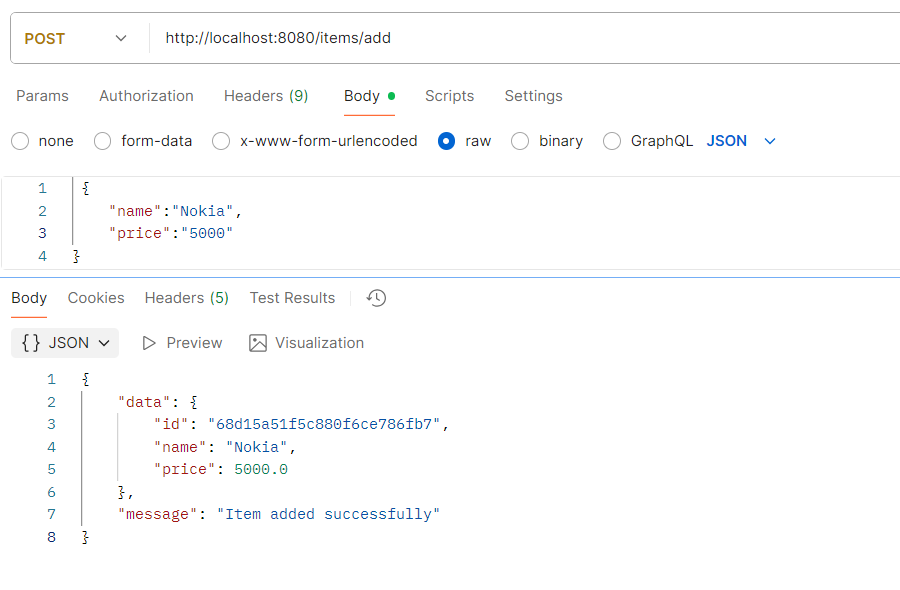 POST http://localhost:8080/items/add
Params Authorization Headers (9) Body Scripts Settings
none form-data x-www-form-urlencoded raw binary GraphQL JSON
1 {
2 "name":"Nokia",
3 "price":"5000"
4 }
Body Cookies Headers (5) Test Results
{} JSON Preview Visualization
1 {
2 "data": {
3 "id": "68d15a51f5c880f6ce786fb7",
4 "name": "Nokia",
5 "price": 5000.0
6 },
7 "message": "Item added successfully"
8 }